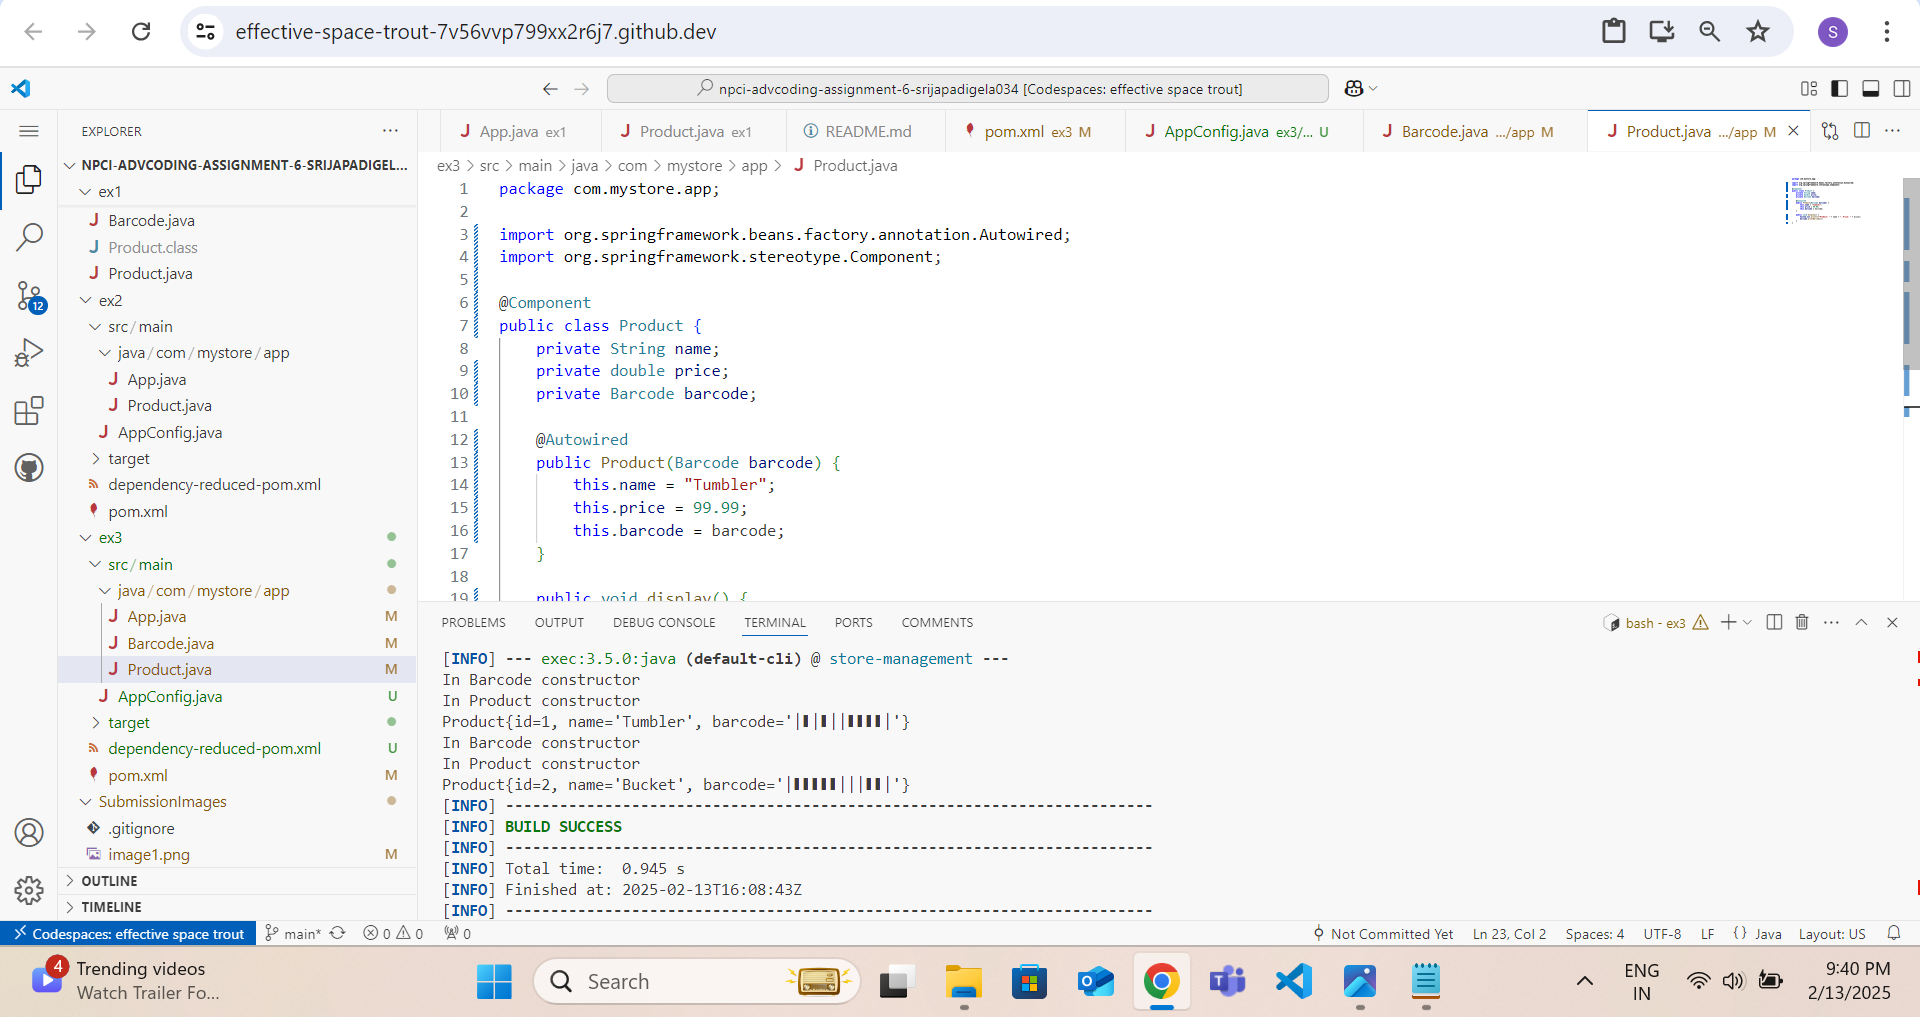 effective-space-trout-7v56vvp799xx2r6j7.github.dev
S
npci-advcoding-assignment-6-srijapadigela034 [Codespaces: effective space trout]
EXPLORER
NPCI-ADVCODING-ASSIGNMENT-6-SRIJAPADIGEL...
ex1
Barcode.java
Product.class
Product.java
ex2
src/main
java/com/mystore/app
App.java
Product.java
AppConfig.java
target
dependency-reduced-pom.xml
pom.xml
ex3
src/main
java/com/mystore/app
App.java M
Barcode.java M
Product.java M
AppConfig.java U
target
dependency-reduced-pom.xml U
pom.xml M
SubmissionImages
.gitignore
image1.png M
OUTLINE
TIMELINE
12
App.java ex1
Product.java ex1
README.md
pom.xml ex3 M
AppConfig.java ex3/... U
Barcode.java .../app M
Product.java .../app M
ex3 > src > main > java > com > mystore > app > Product.java
1 package com.mystore.app;
2
3 import org.springframework.beans.factory.annotation.Autowired;
4 import org.springframework.stereotype.Component;
5
6 @Component
7 public class Product {
8     private String name;
9     private double price;
10     private Barcode barcode;
11
12     @Autowired
13     public Product(Barcode barcode) {
14         this.name = "Tumbler";
15         this.price = 99.99;
16         this.barcode = barcode;
17     }
18
19     public void display() {
PROBLEMS OUTPUT DEBUG CONSOLE TERMINAL PORTS COMMENTS
bash - ex3
[INFO] --- exec:3.5.0:java (default-cli) @ store-management ---
In Barcode constructor
In Product constructor
Product{id=1, name='Tumbler', barcode='|▌|▌||▌▌▌▌|'}
In Barcode constructor
In Product constructor
Product{id=2, name='Bucket', barcode='|▌▌▌▌▌|||▌▌|'}
[INFO] ------------------------------------------------------------------------
[INFO] BUILD SUCCESS
[INFO] ------------------------------------------------------------------------
[INFO] Total time:  0.945 s
[INFO] Finished at: 2025-02-13T16:08:43Z
[INFO] ------------------------------------------------------------------------
Codespaces: effective space trout main* 0 0 0
Not Committed Yet Ln 23, Col 2 Spaces: 4 UTF-8 LF {} Java Layout: US
4
Trending videos
Watch Trailer Fo...
Search
ENG
IN
9:40 PM
2/13/2025